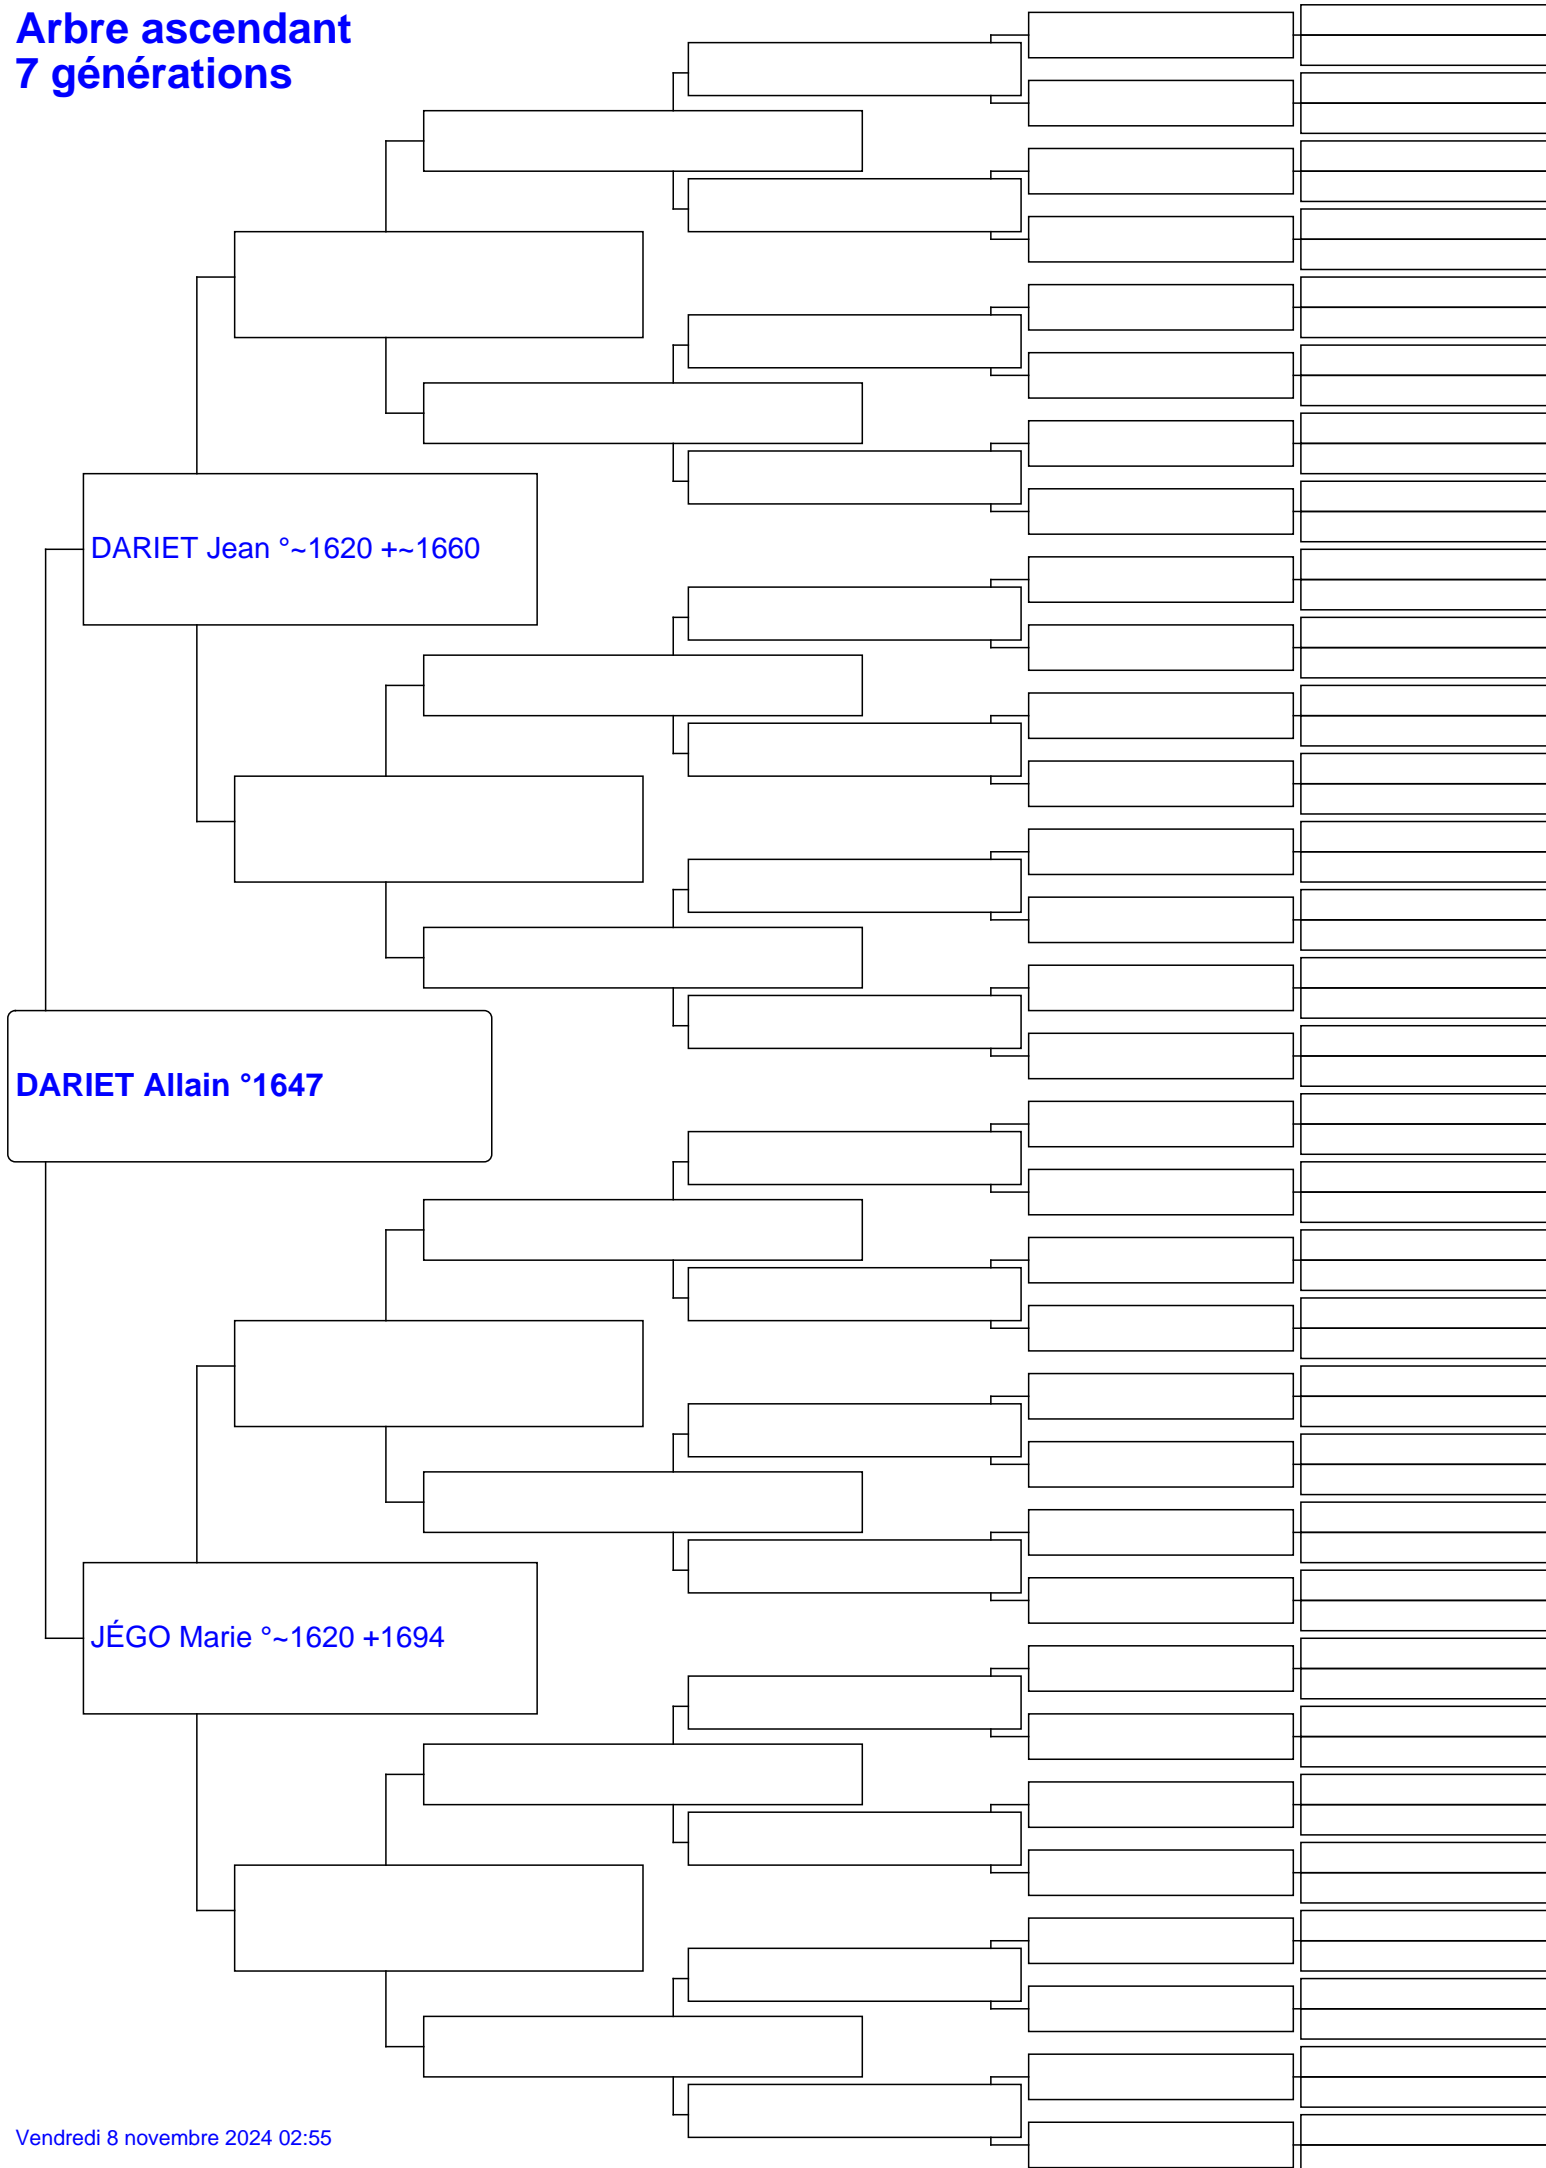 Arbre ascendant
7 générations
DARIET Jean °~1620 +~1660
DARIET Allain °1647
JÉGO Marie °~1620 +1694
Vendredi 8 novembre 2024 02:55